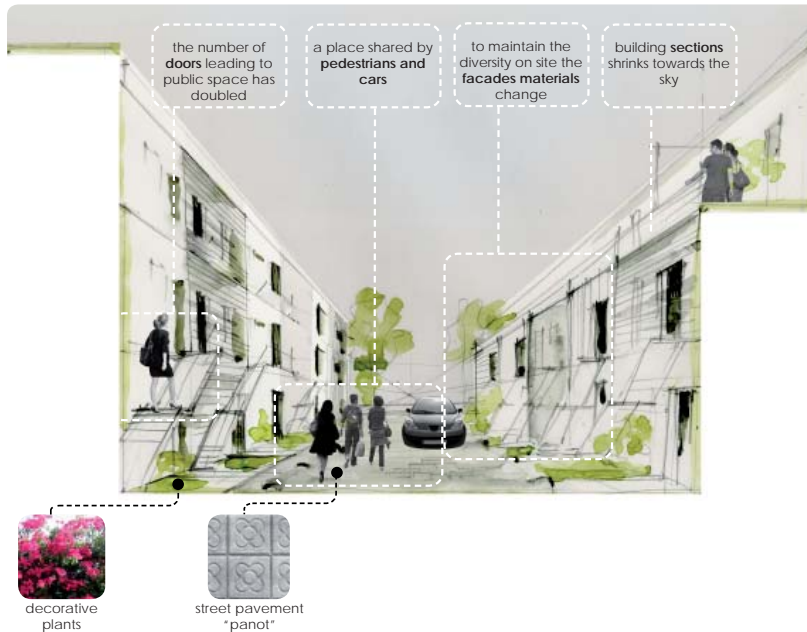 the number of
doors leading to
public space has
doubled
a place shared by
pedestrians and
cars
to maintain the
diversity on site the
facades materials
change
building sections
shrinks towards the
sky
decorative
plants
street pavement
"panot"